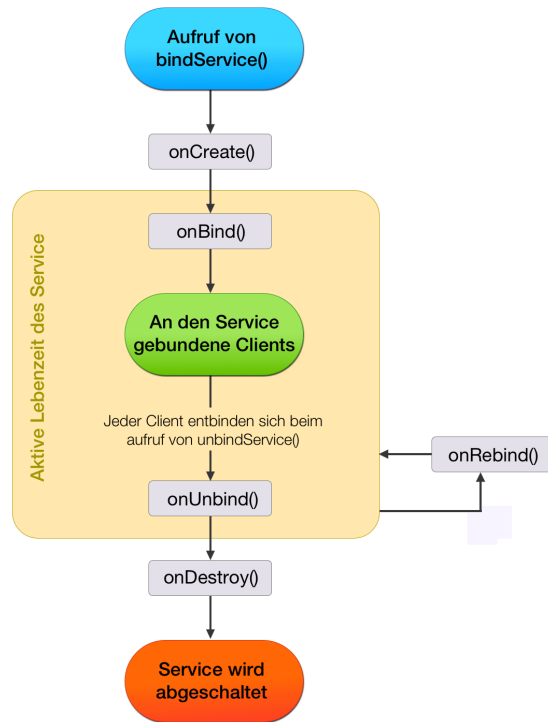 Aufruf von
bindService()
onCreate()
Aktive Lebenzeit des Service
onBind()
An den Service
gebundene Clients
Jeder Client entbinden sich beim
aufruf von unbindService()
onRebind()
onUnbind()
onDestroy()
Service wird
abgeschaltet